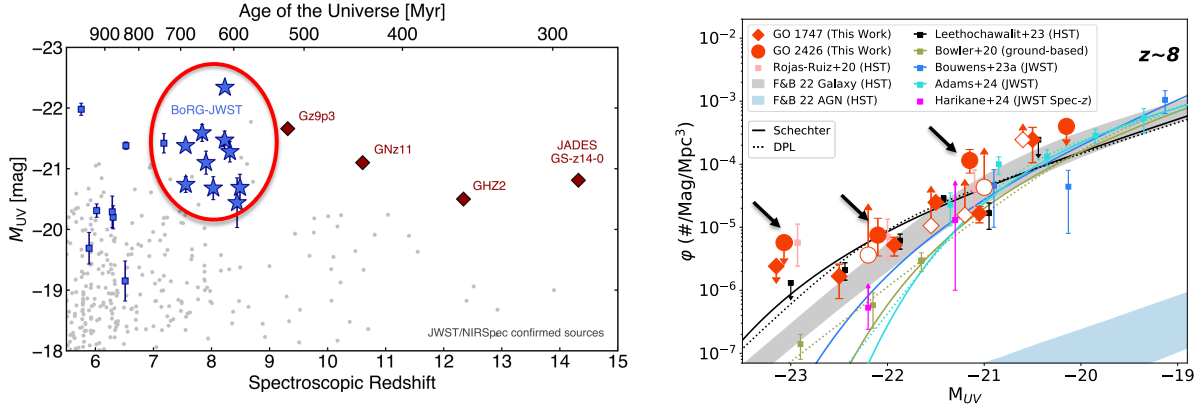 Age of the Universe [Myr]
900 800 700 600 500 400 300
-23
-22
-21
-20
-19
-18
M_UV [mag]
BoRG-JWST
Gz9p3
GNz11
GHZ2
JADES
GS-z14-0
JWST/NIRSpec confirmed sources
6 7 8 9 10 11 12 13 14 15
Spectroscopic Redshift
GO 1747 (This Work)
GO 2426 (This Work)
Rojas-Ruiz+20 (HST)
F&B 22 Galaxy (HST)
F&B 22 AGN (HST)
Leethochawalit+23 (HST)
Bowler+20 (ground-based)
Bouwens+23a (JWST)
Adams+24 (JWST)
Harikane+24 (JWST Spec-z)
z~8
Schechter
DPL
10⁻²
10⁻³
10⁻⁴
10⁻⁵
10⁻⁶
10⁻⁷
φ (#/Mag/Mpc³)
−23 −22 −21 −20 −19
M_UV